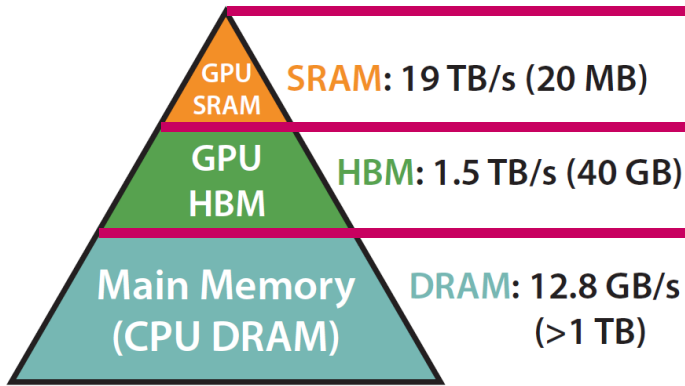 GPU
SRAM
SRAM: 19 TB/s (20 MB)
GPU
HBM
HBM: 1.5 TB/s (40 GB)
Main Memory
(CPU DRAM)
DRAM: 12.8 GB/s
(>1 TB)